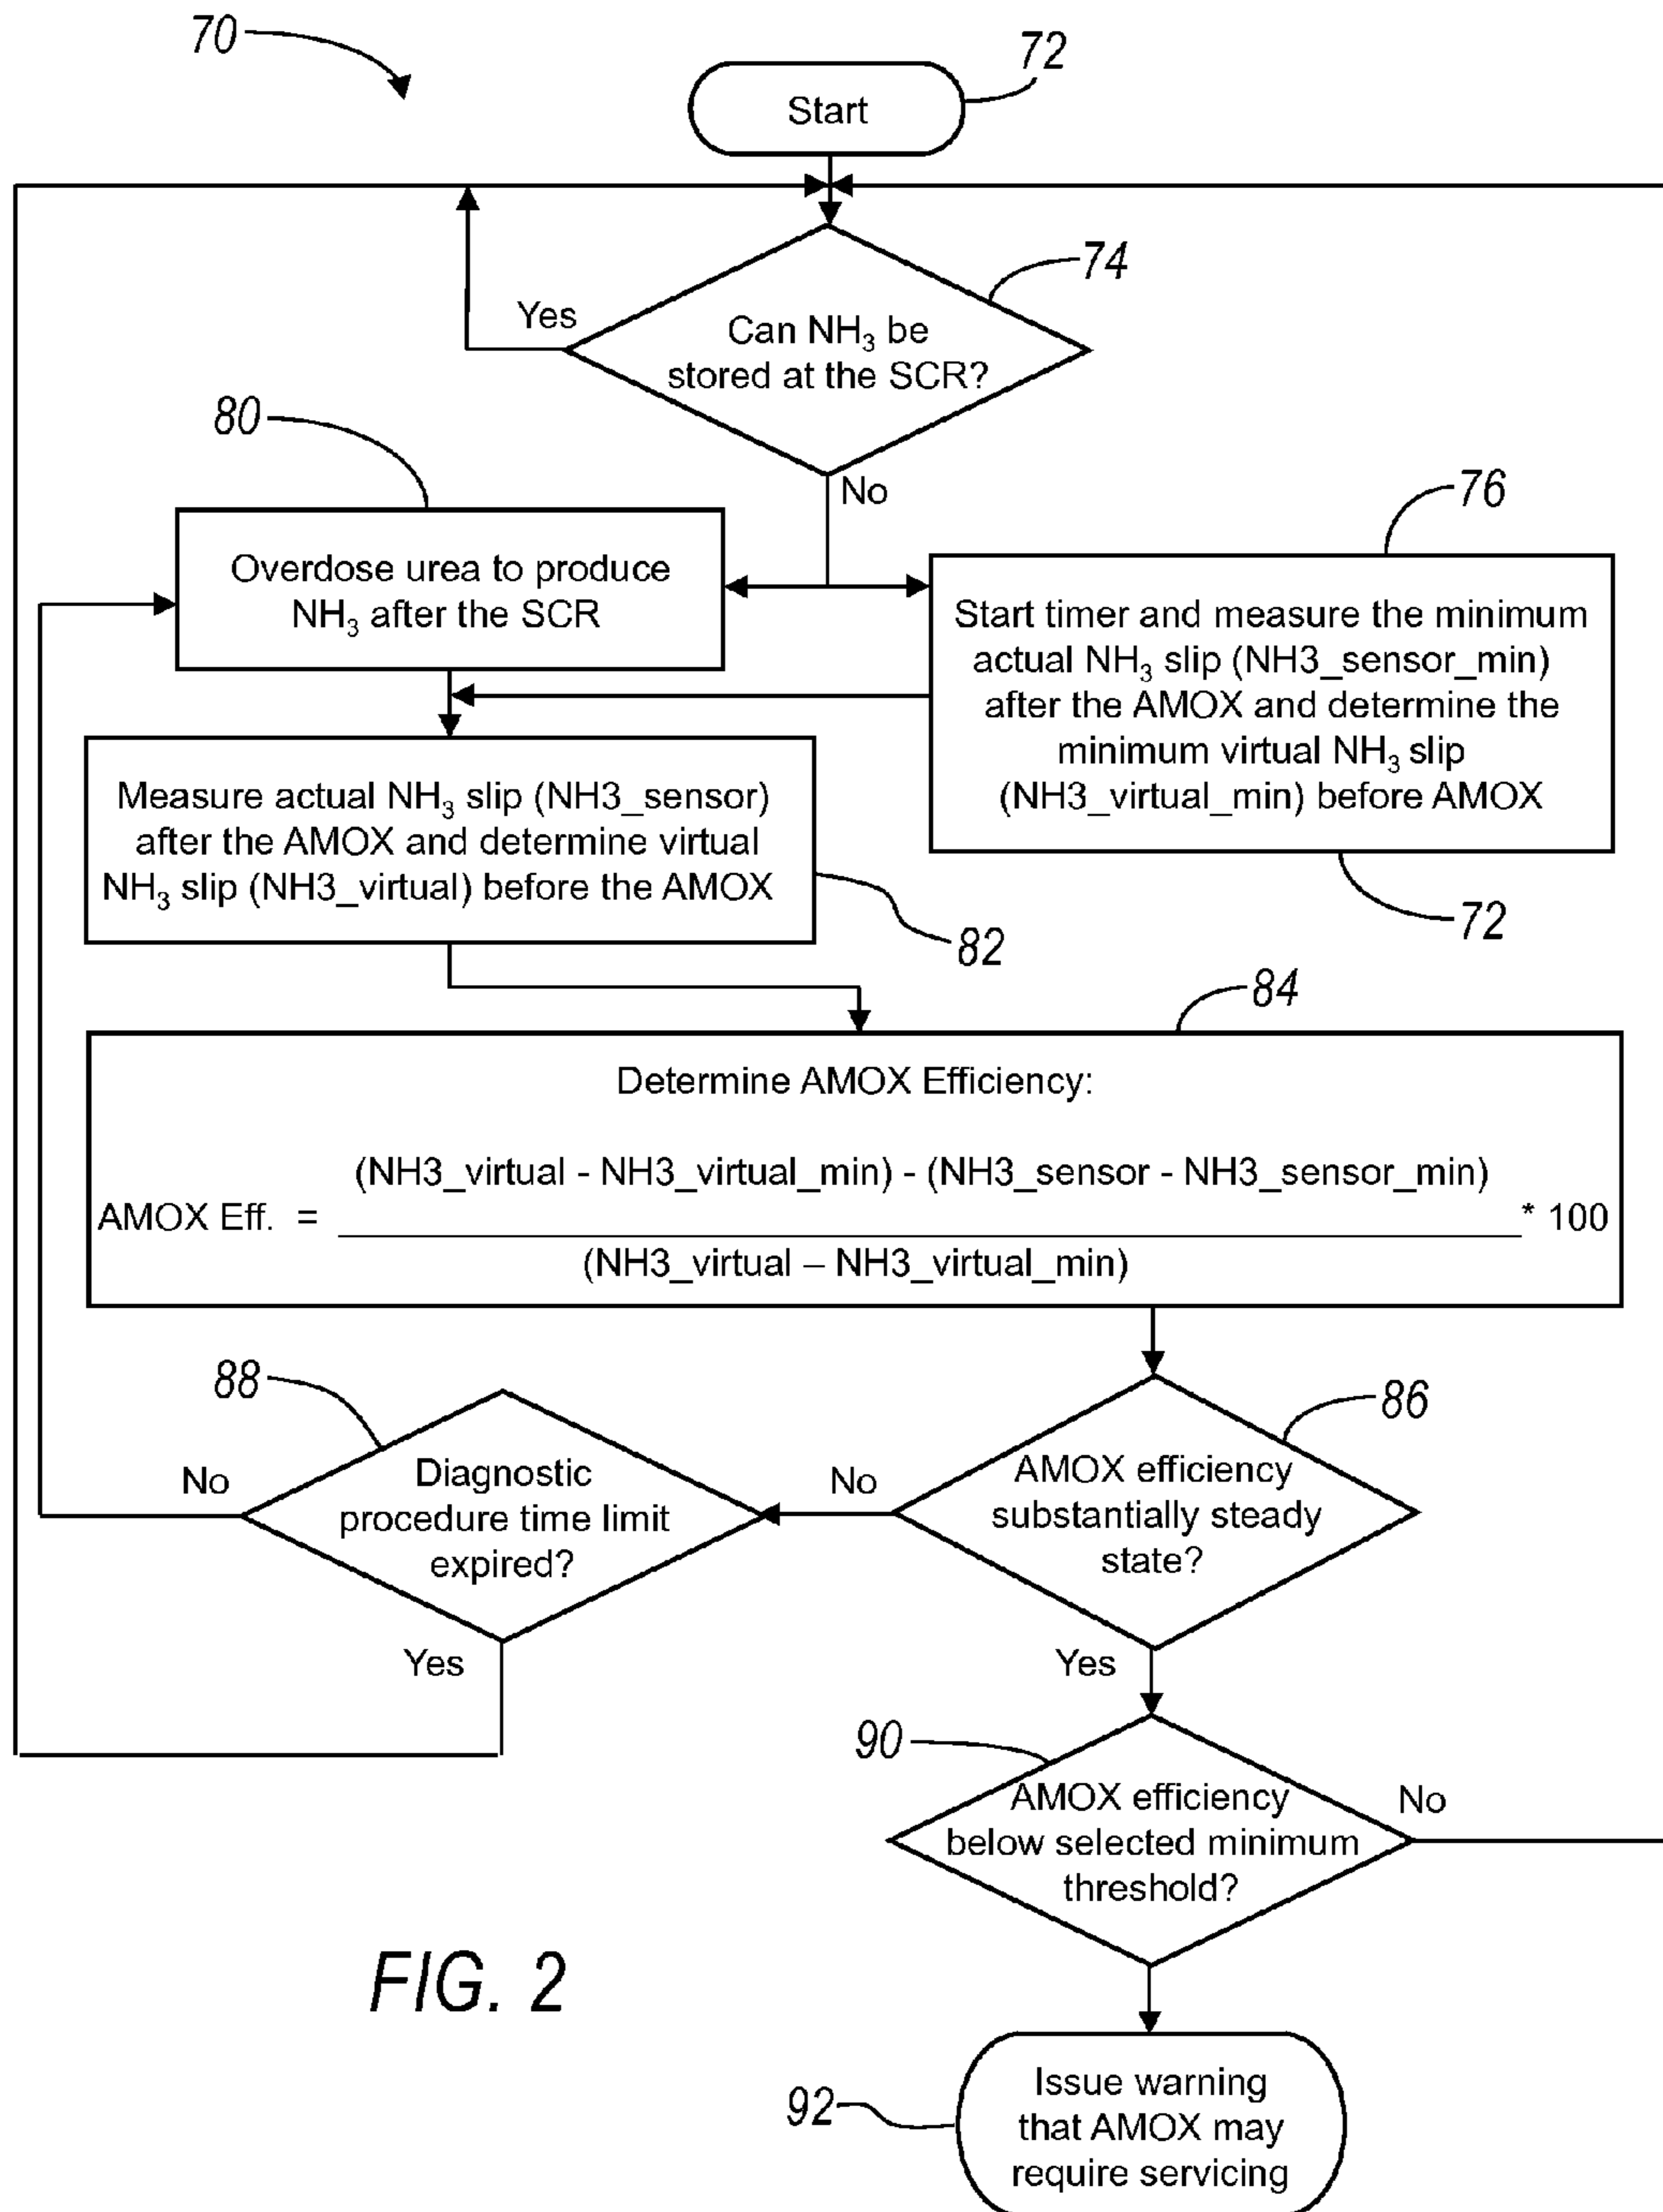 70
72
Start
74
Yes
Can NH₃ be
stored at the SCR?
80
No
76
Overdose urea to produce
NH₃ after the SCR
Start timer and measure the minimum
actual NH₃ slip (NH3_sensor_min)
after the AMOX and determine the
minimum virtual NH₃ slip
(NH3_virtual_min) before AMOX
Measure actual NH₃ slip (NH3_sensor)
after the AMOX and determine virtual
NH₃ slip (NH3_virtual) before the AMOX
82
72
84
Determine AMOX Efficiency:
(NH3_virtual - NH3_virtual_min) - (NH3_sensor - NH3_sensor_min)
AMOX Eff. = * 100
(NH3_virtual – NH3_virtual_min)
88
86
No
Diagnostic
procedure time limit
expired?
No
AMOX efficiency
substantially steady
state?
Yes
Yes
90
AMOX efficiency
below selected minimum
threshold?
No
FIG. 2
92
Issue warning
that AMOX may
require servicing